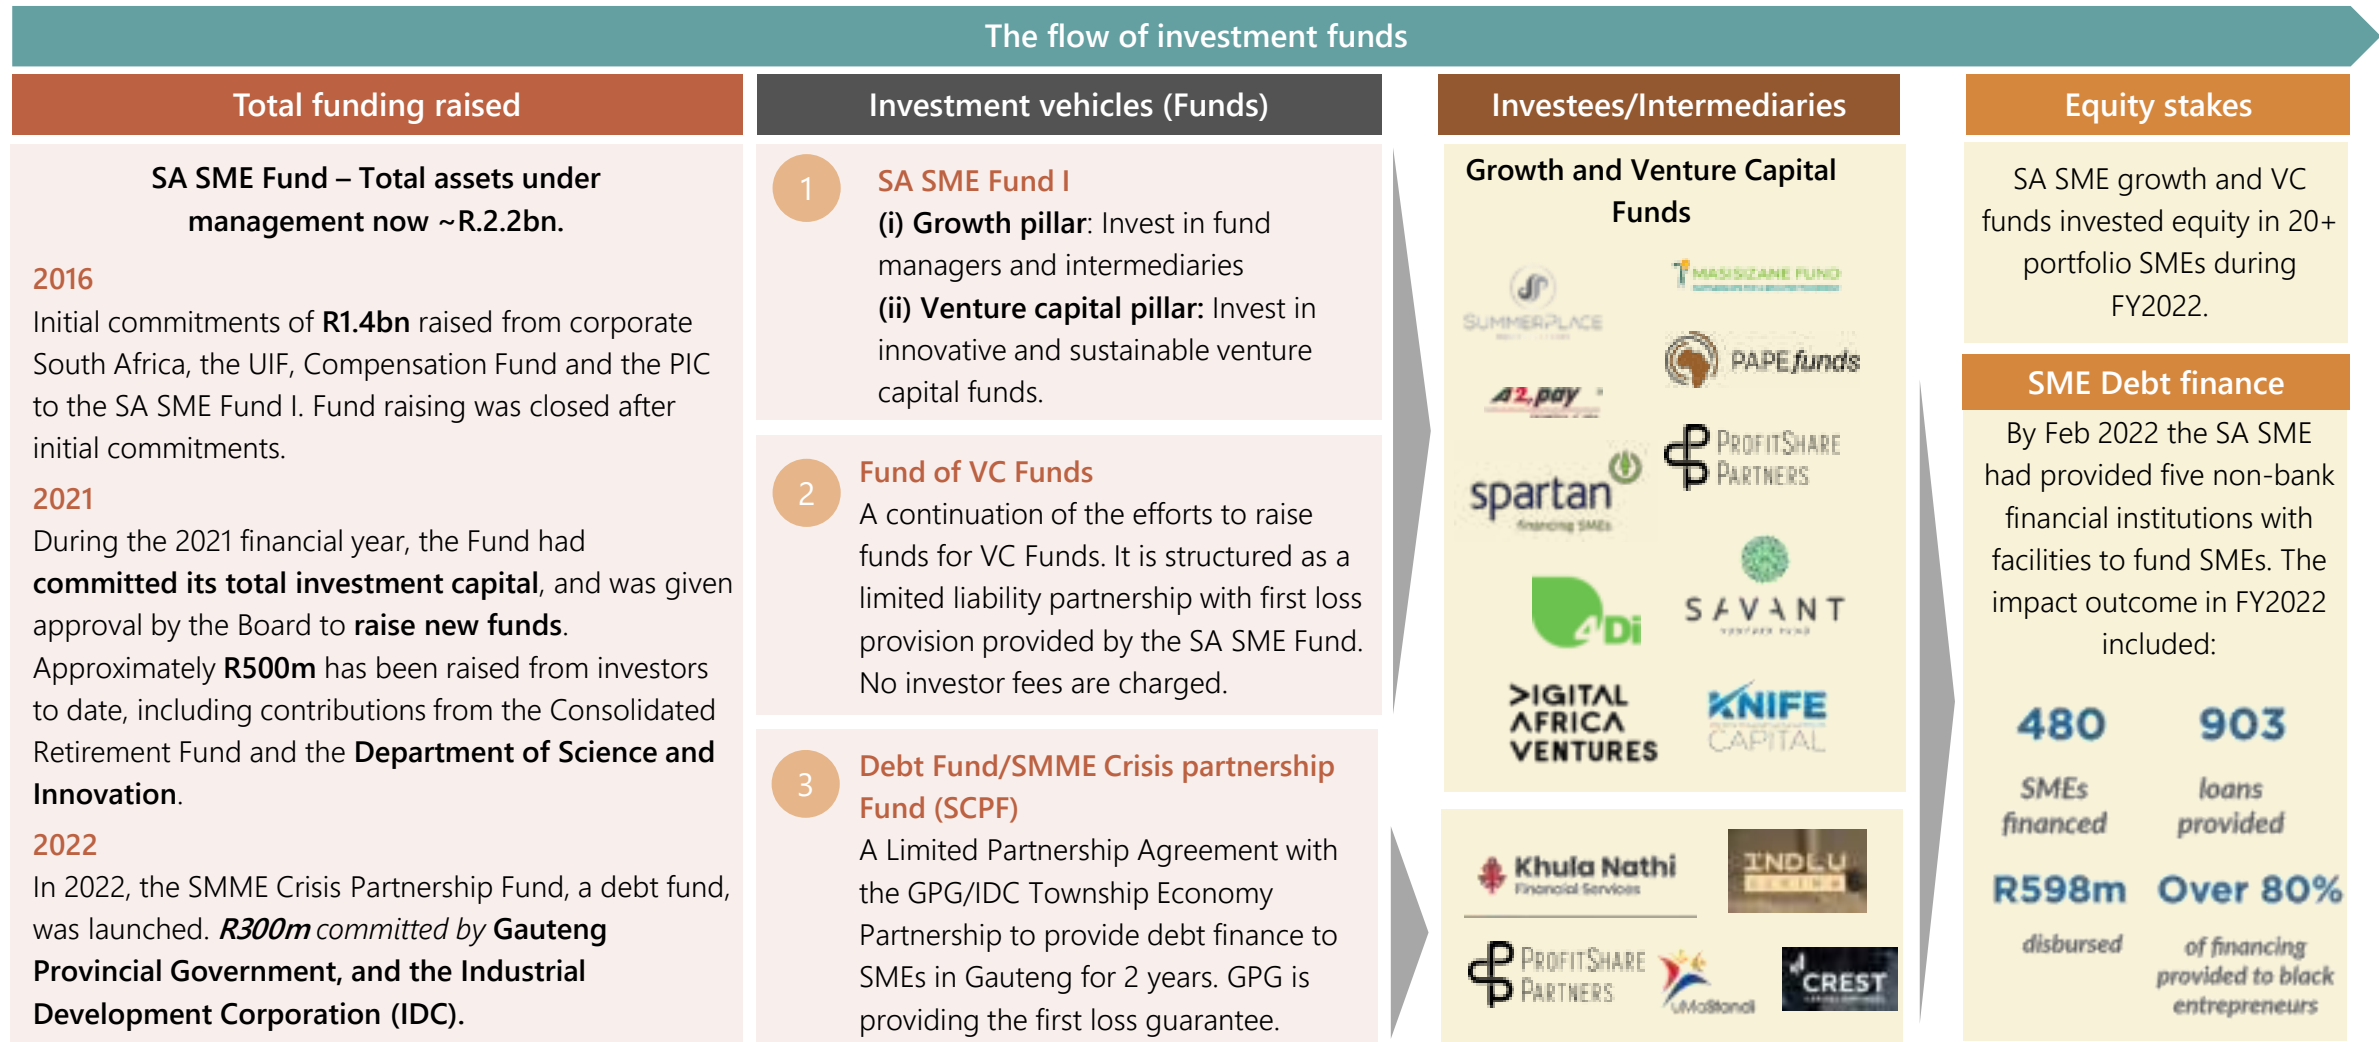 The flow of investment funds
Total funding raised
SA SME Fund – Total assets under
management now ~R.2.2bn.
2016
Initial commitments of R1.4bn raised from corporate
South Africa, the UIF, Compensation Fund and the PIC
to the SA SME Fund I. Fund raising was closed after
initial commitments.
2021
During the 2021 financial year, the Fund had
committed its total investment capital, and was given
approval by the Board to raise new funds.
Approximately R500m has been raised from investors
to date, including contributions from the Consolidated
Retirement Fund and the Department of Science and
Innovation.
2022
In 2022, the SMME Crisis Partnership Fund, a debt fund,
was launched. R300m committed by Gauteng
Provincial Government, and the Industrial
Development Corporation (IDC).
Investment vehicles (Funds)
1
SA SME Fund I
(i) Growth pillar: Invest in fund
managers and intermediaries
(ii) Venture capital pillar: Invest in
innovative and sustainable venture
capital funds.
2
Fund of VC Funds
A continuation of the efforts to raise
funds for VC Funds. It is structured as a
limited liability partnership with first loss
provision provided by the SA SME Fund.
No investor fees are charged.
3
Debt Fund/SMME Crisis partnership
Fund (SCPF)
A Limited Partnership Agreement with
the GPG/IDC Township Economy
Partnership to provide debt finance to
SMEs in Gauteng for 2 years. GPG is
providing the first loss guarantee.
Investees/Intermediaries
Growth and Venture Capital
Funds
SUMMERPLACE
MASISIZANE FUND
PAPEfunds
A2pay
PROFITSHARE
PARTNERS
spartan
financing SMEs
SAVANT
VENTURE FUND
4Di
>IGITAL
AFRICA
VENTURES
KNIFE
CAPITAL
Khula Nathi
Financial Services
INDLU
PROFITSHARE
PARTNERS
uMaStandi
CREST
Equity stakes
SA SME growth and VC
funds invested equity in 20+
portfolio SMEs during
FY2022.
SME Debt finance
By Feb 2022 the SA SME
had provided five non-bank
financial institutions with
facilities to fund SMEs. The
impact outcome in FY2022
included:
480
SMEs
financed
903
loans
provided
R598m
disbursed
Over 80%
of financing
provided to black
entrepreneurs